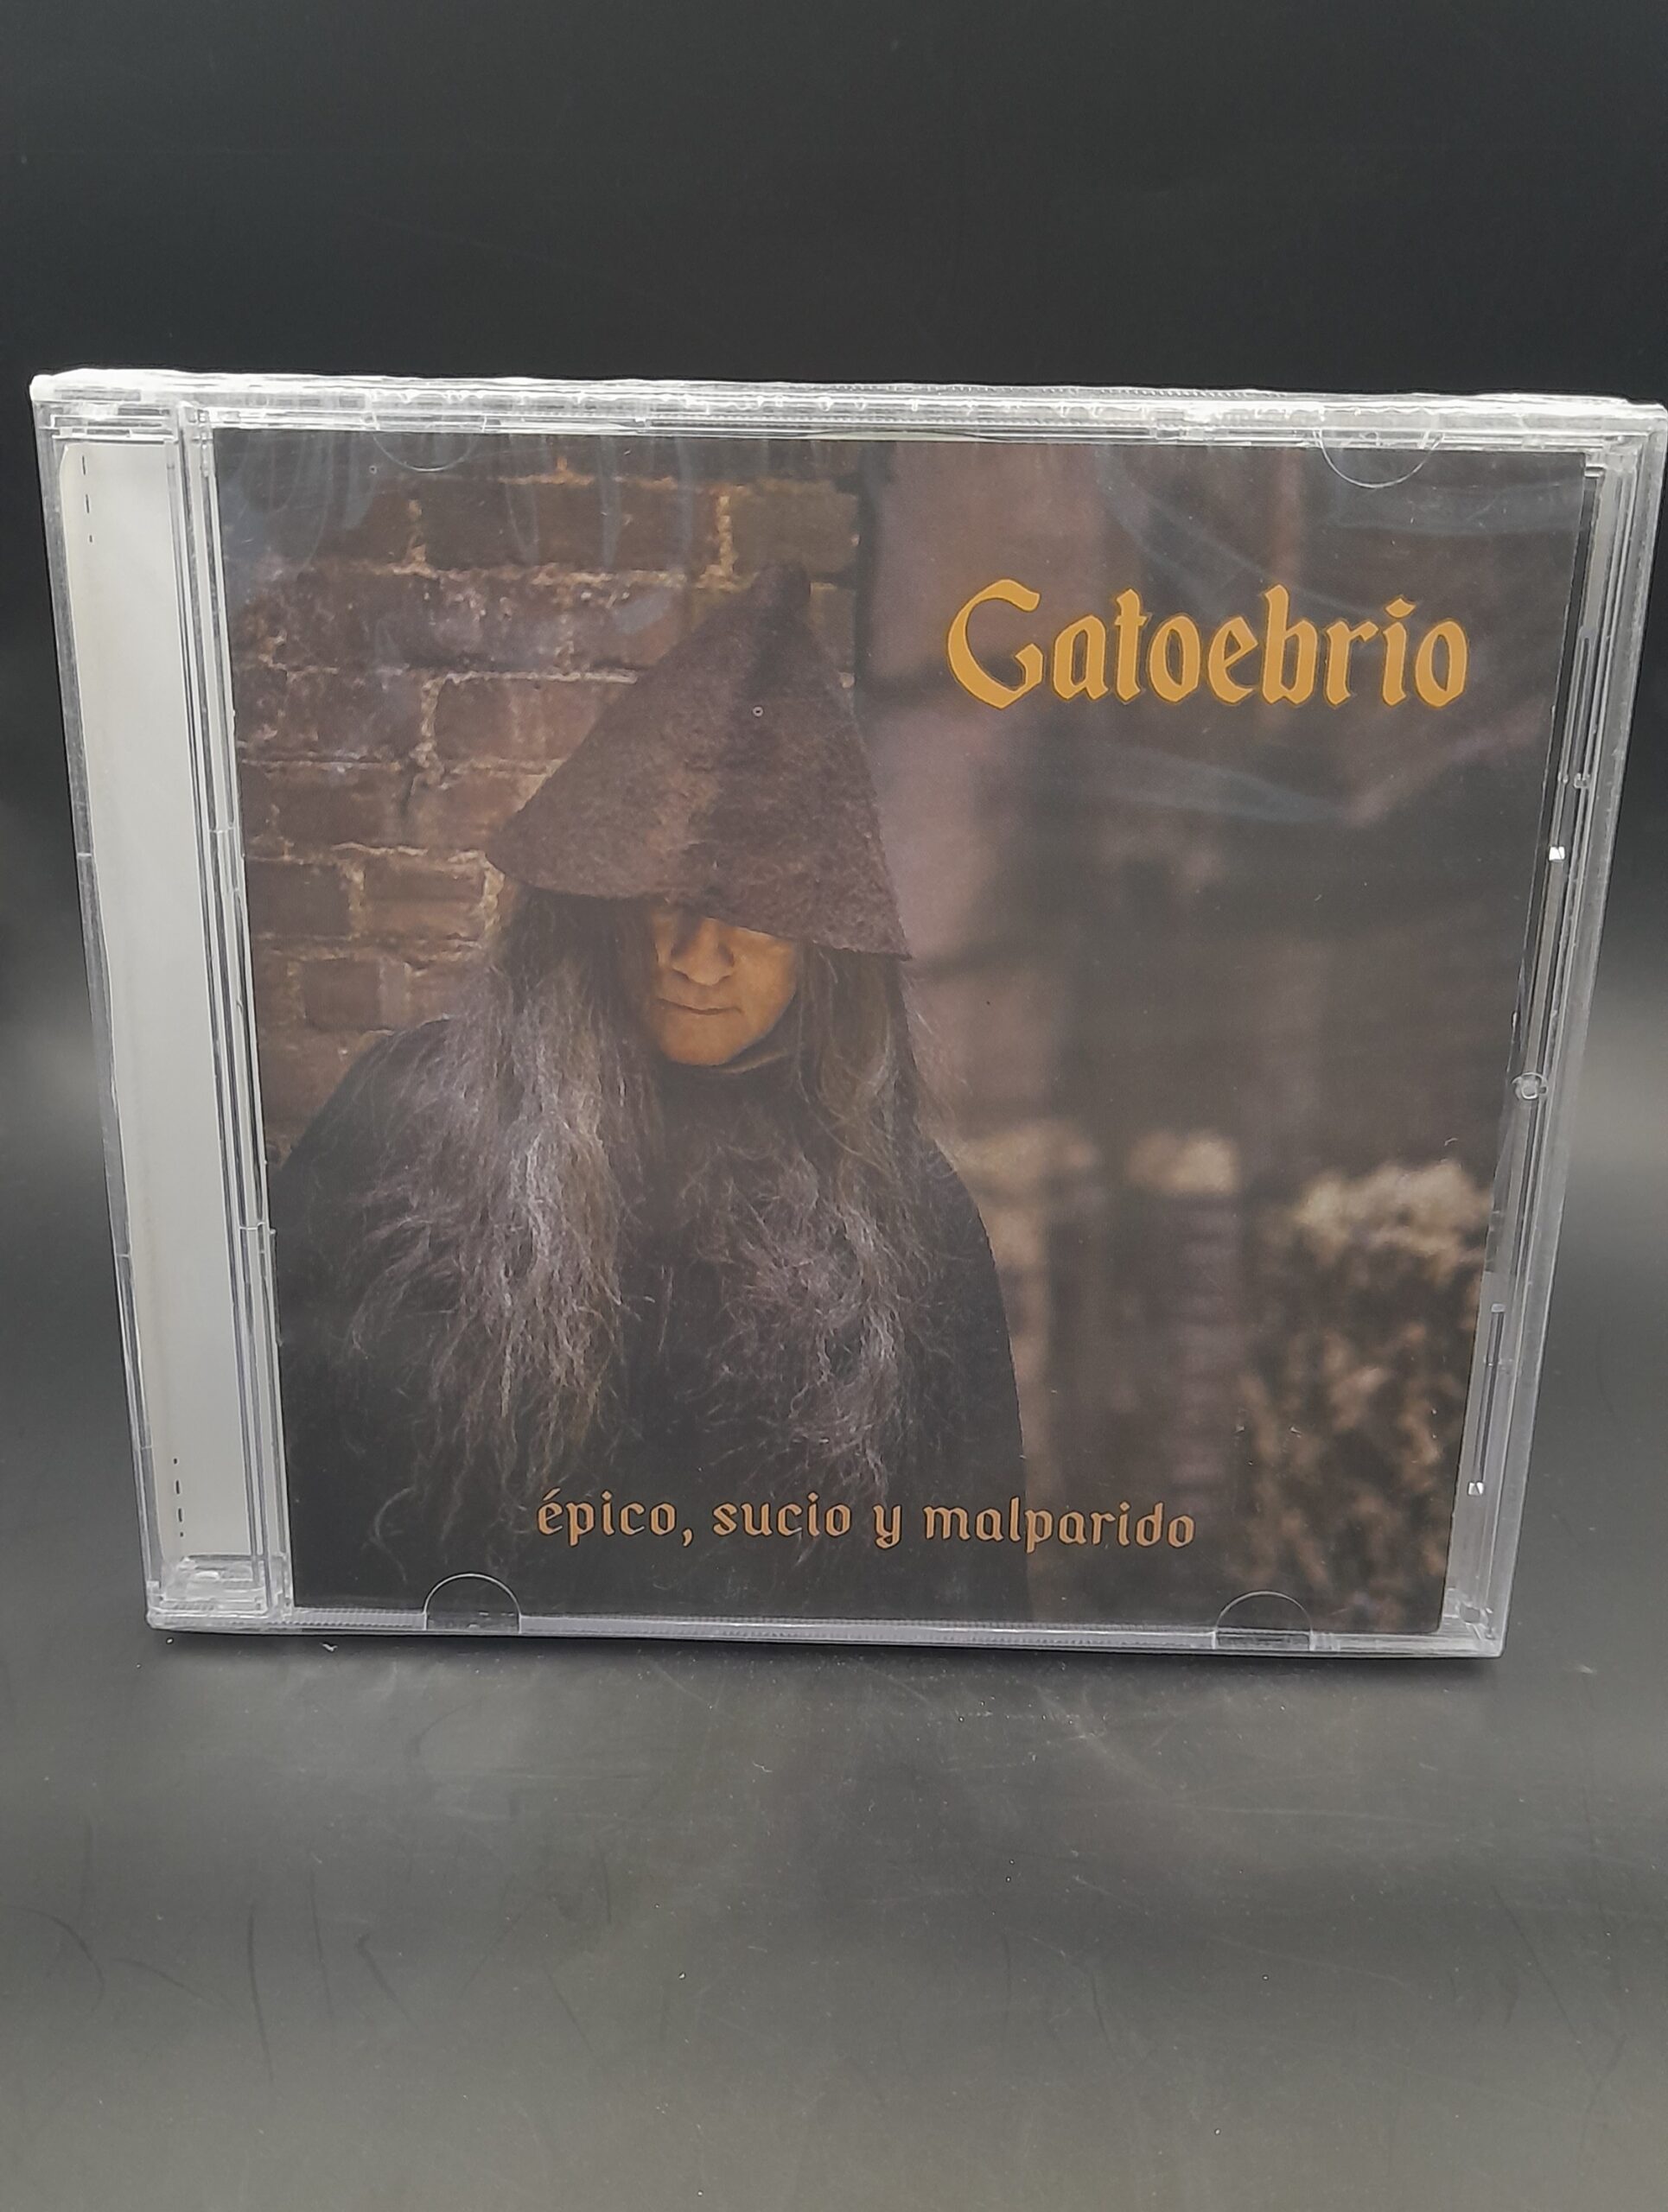 Gatoebrio
épico, sucio y malparido